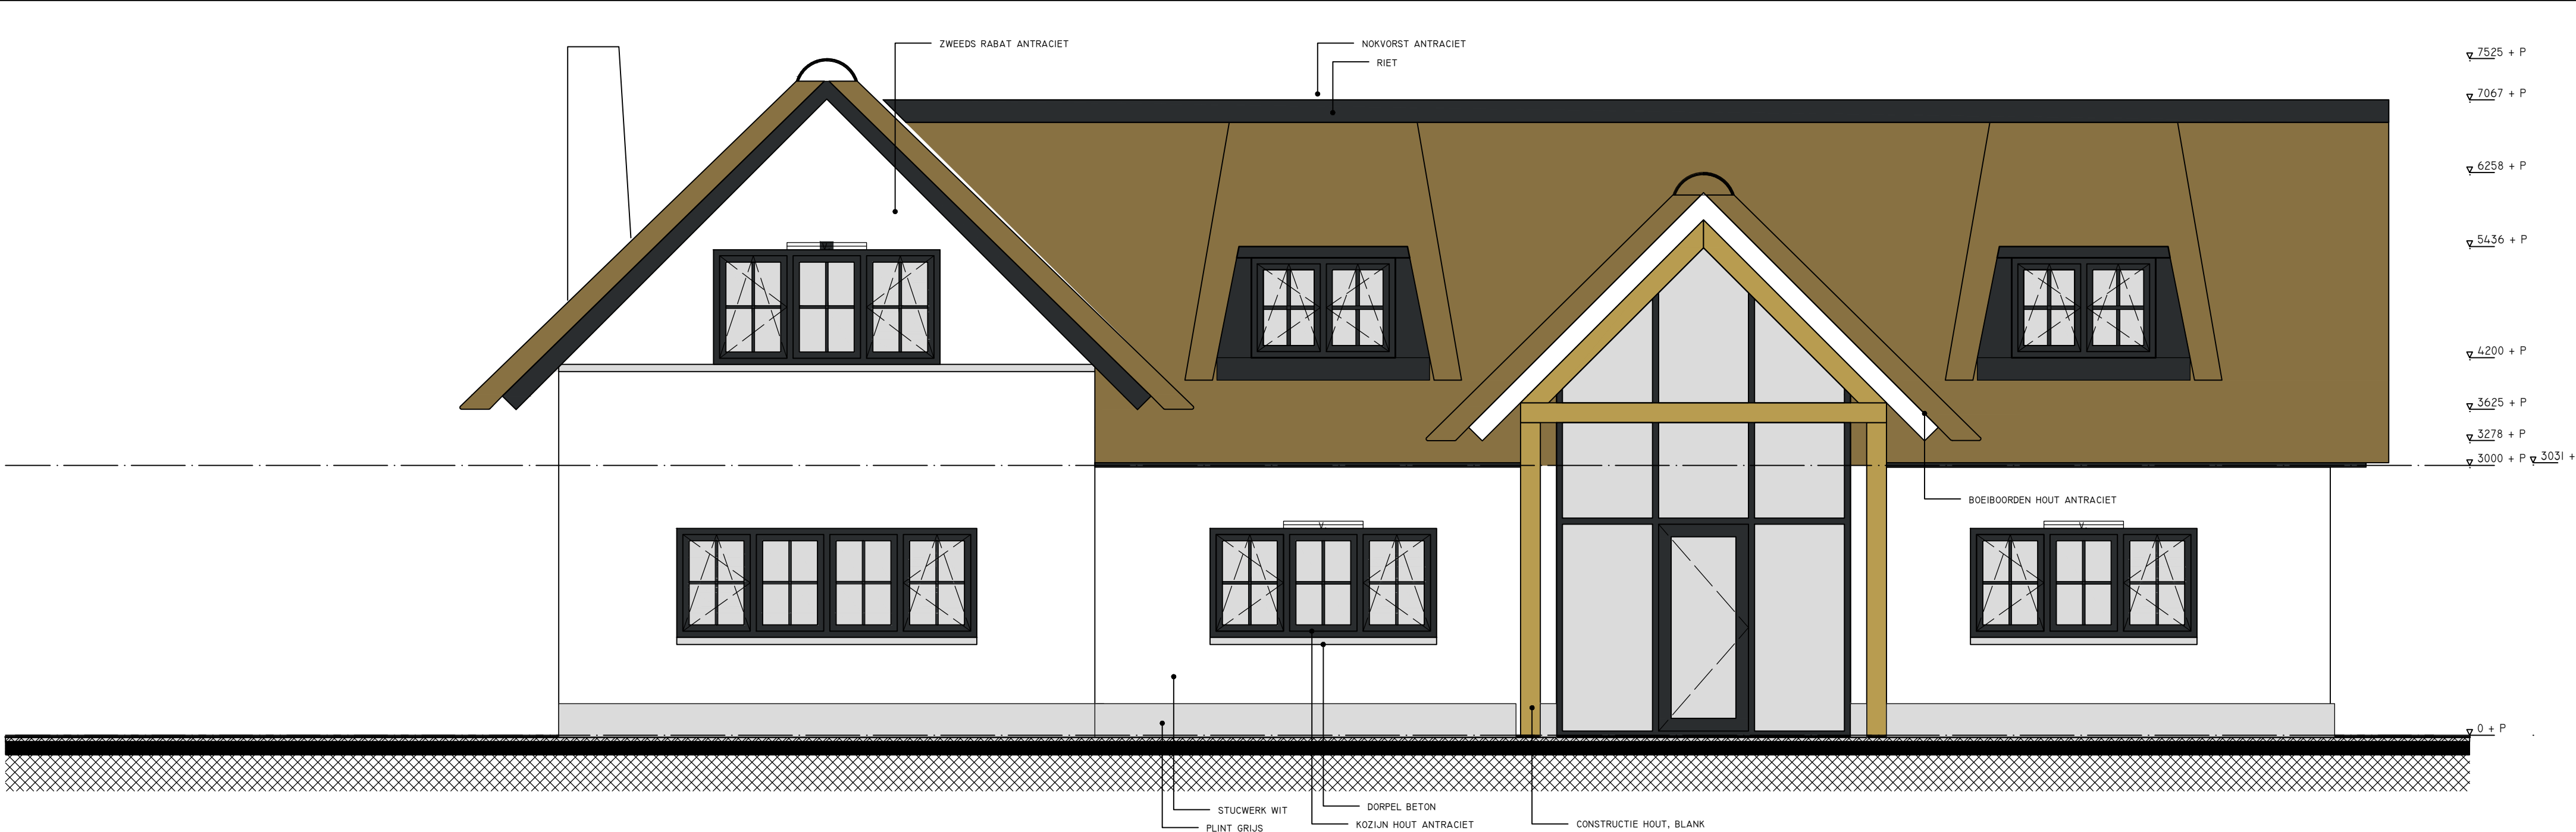 ZWEEDS RABAT ANTRACIET
NOKVORST ANTRACIET
RIET
7525 + P
7067 + P
6258 + P
5436 + P
4200 + P
3625 + P
3278 + P
3000 + P
3031 +
BOEIBOORDEN HOUT ANTRACIET
0 + P
STUCWERK WIT
PLINT GRIJS
DORPEL BETON
KOZIJN HOUT ANTRACIET
CONSTRUCTIE HOUT, BLANK